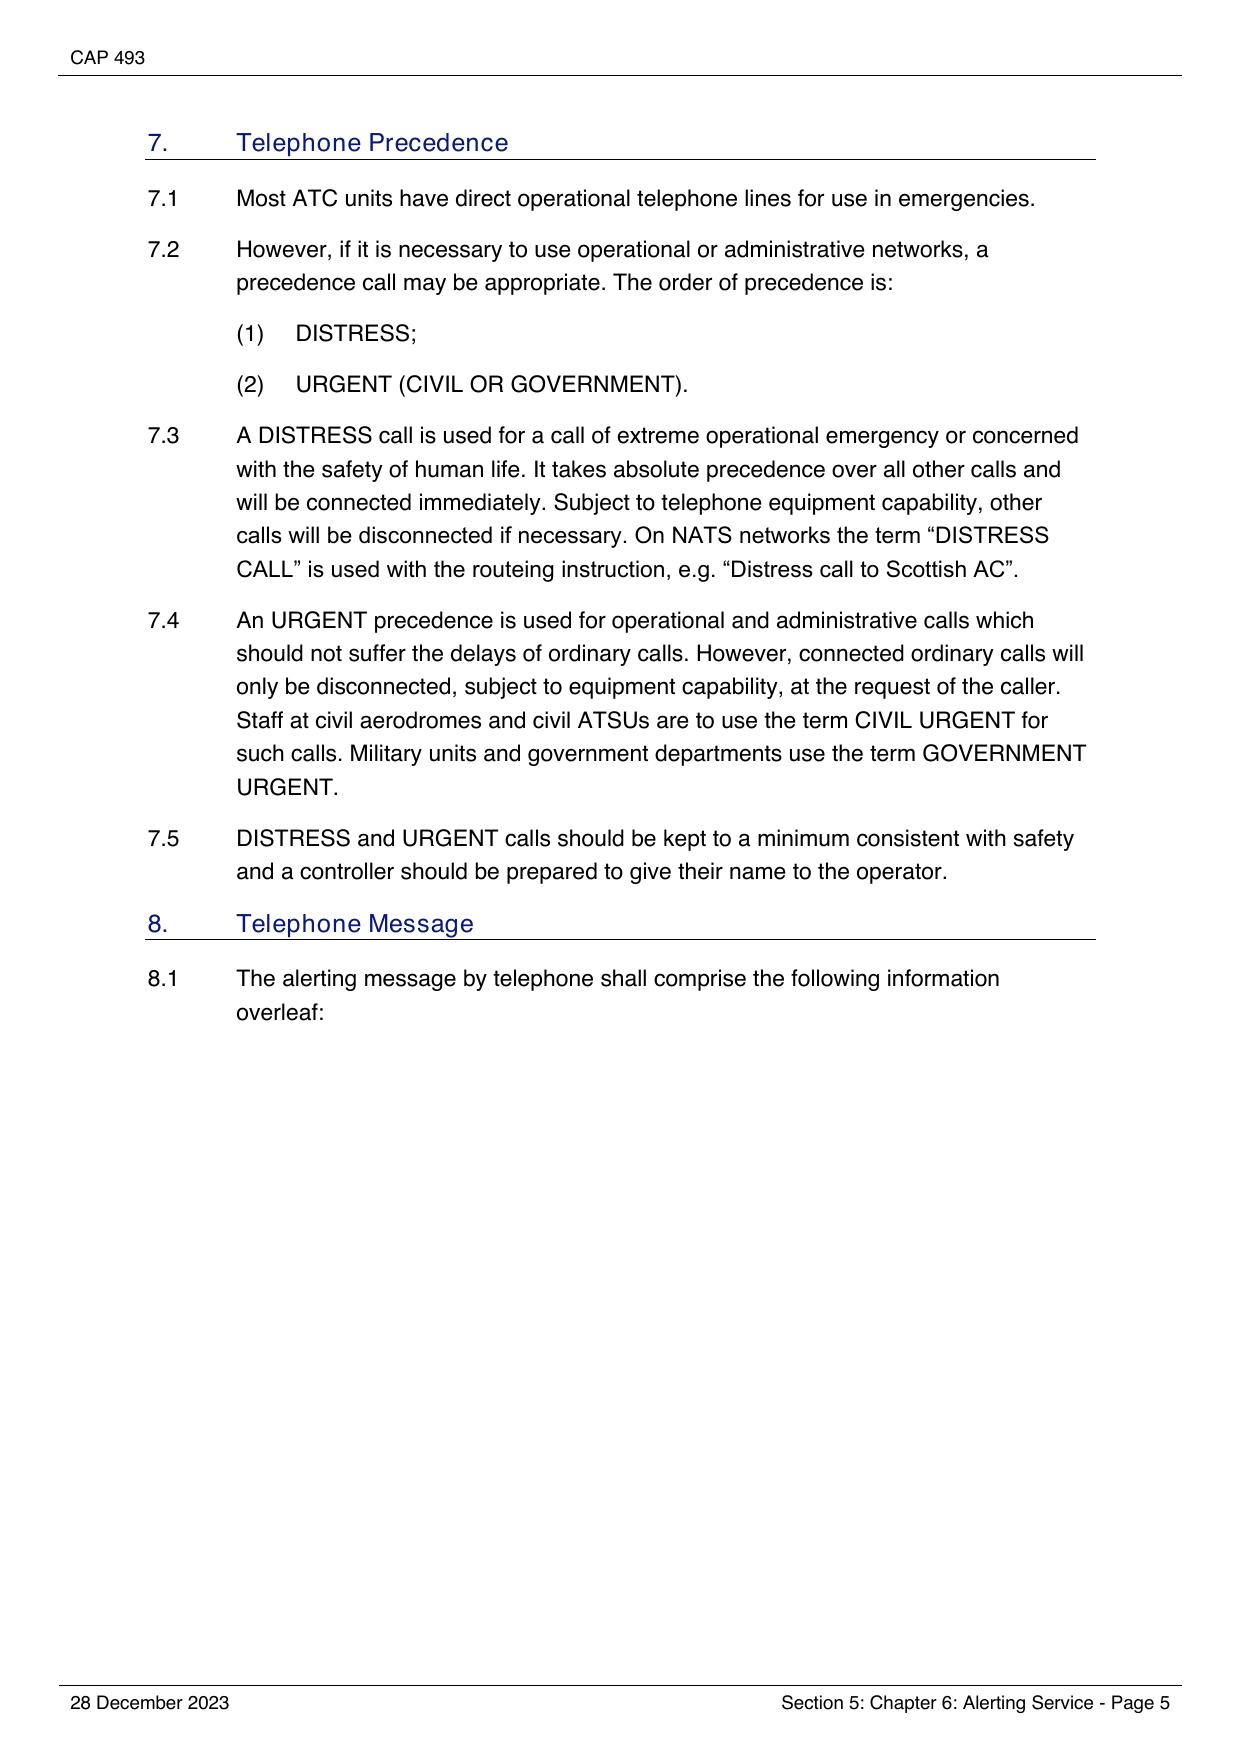 CAP 493
7. Telephone Precedence
7.1 Most ATC units have direct operational telephone lines for use in emergencies.
7.2 However, if it is necessary to use operational or administrative networks, a
precedence call may be appropriate. The order of precedence is:
(1) DISTRESS;
(2) URGENT (CIVIL OR GOVERNMENT).
7.3 A DISTRESS call is used for a call of extreme operational emergency or concerned
with the safety of human life. It takes absolute precedence over all other calls and
will be connected immediately. Subject to telephone equipment capability, other
calls will be disconnected if necessary. On NATS networks the term “DISTRESS
CALL” is used with the routeing instruction, e.g. “Distress call to Scottish AC”.
7.4 An URGENT precedence is used for operational and administrative calls which
should not suffer the delays of ordinary calls. However, connected ordinary calls will
only be disconnected, subject to equipment capability, at the request of the caller.
Staff at civil aerodromes and civil ATSUs are to use the term CIVIL URGENT for
such calls. Military units and government departments use the term GOVERNMENT
URGENT.
7.5 DISTRESS and URGENT calls should be kept to a minimum consistent with safety
and a controller should be prepared to give their name to the operator.
8. Telephone Message
8.1 The alerting message by telephone shall comprise the following information
overleaf:
28 December 2023 Section 5: Chapter 6: Alerting Service - Page 5